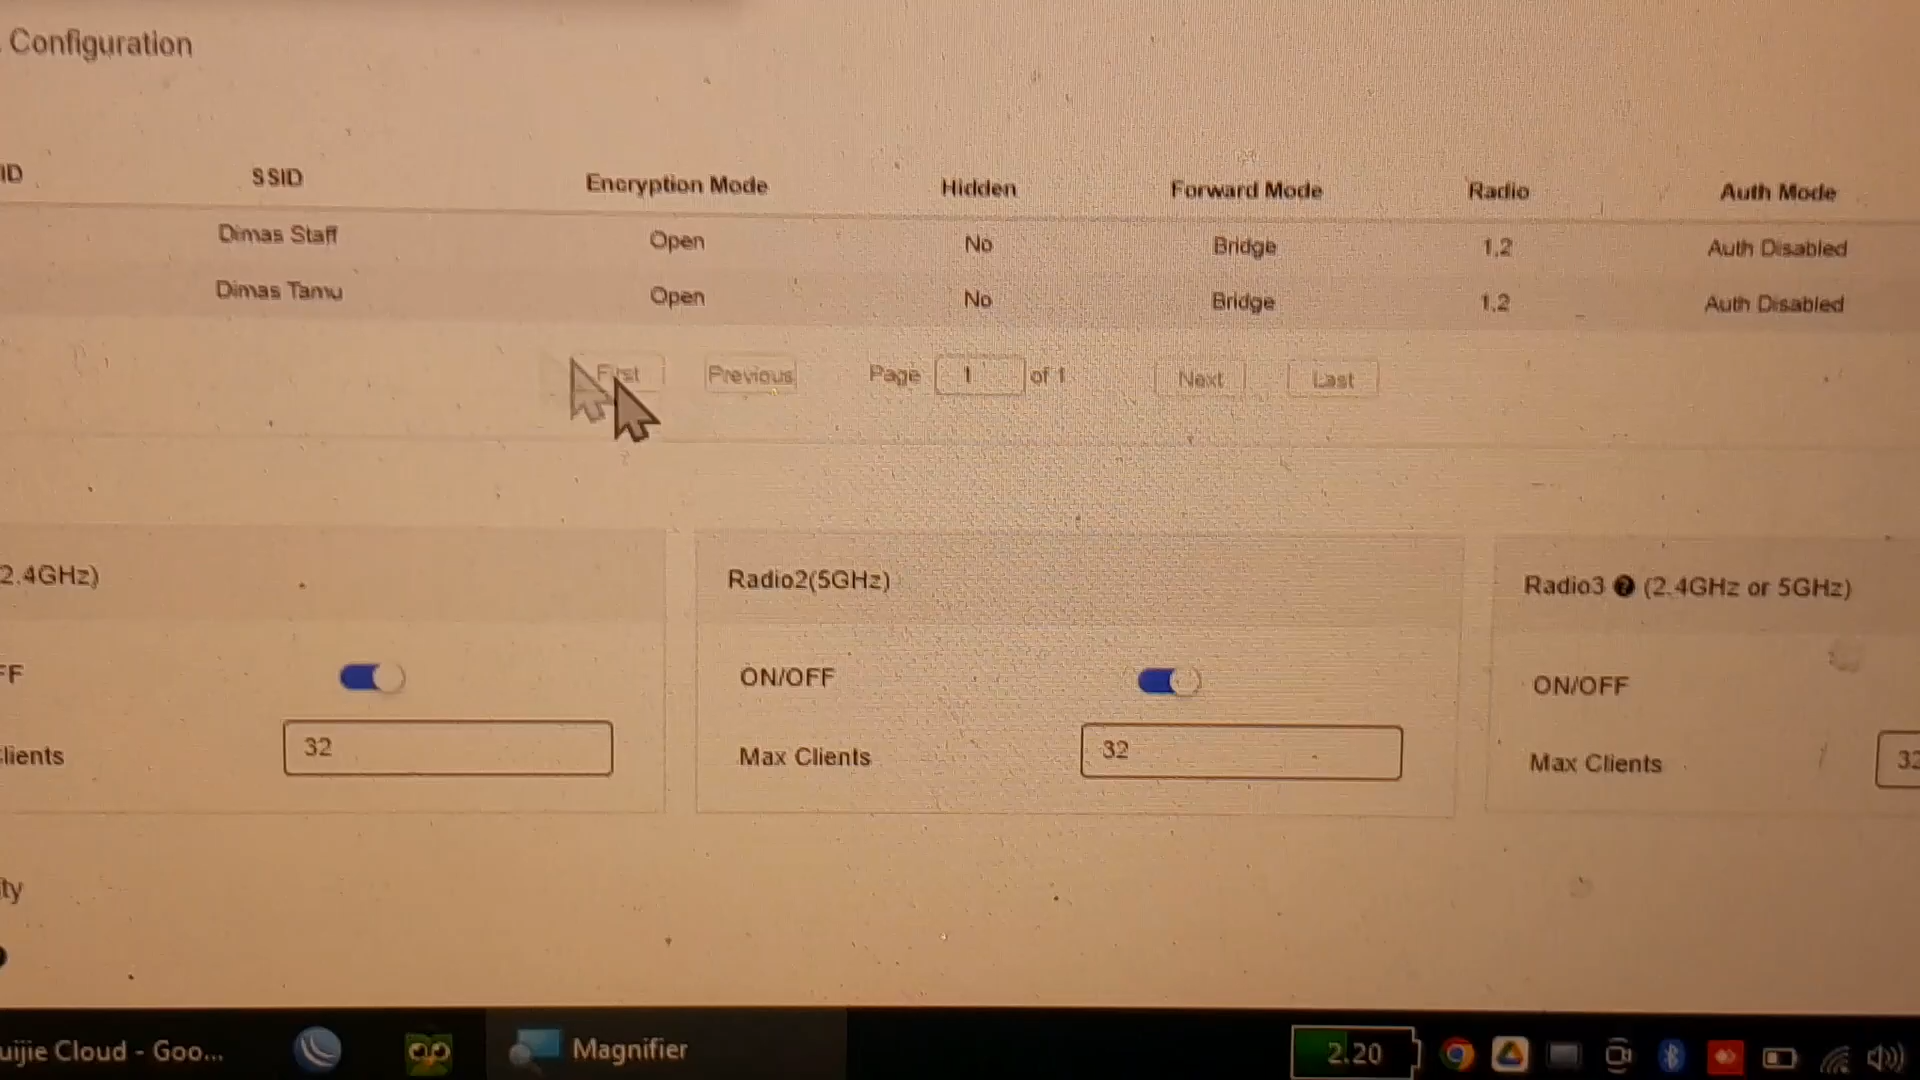 Configuration
ID SSID Encryption Mode Hidden Forward Mode Radio Auth Mode
Dimas Staff Open No Bridge 1,2 Auth Disabled
Dimas Tamu Open No Bridge 1,2 Auth Disabled
First Previous Page 1 of 1 Next Last
2.4GHz) Radio2(5GHz) Radio3 ? (2.4GHz or 5GHz)
FF ON/OFF ON/OFF
lients 32 Max Clients 32 Max Clients 32
ity
uijie Cloud - Goo... Magnifier 2.20